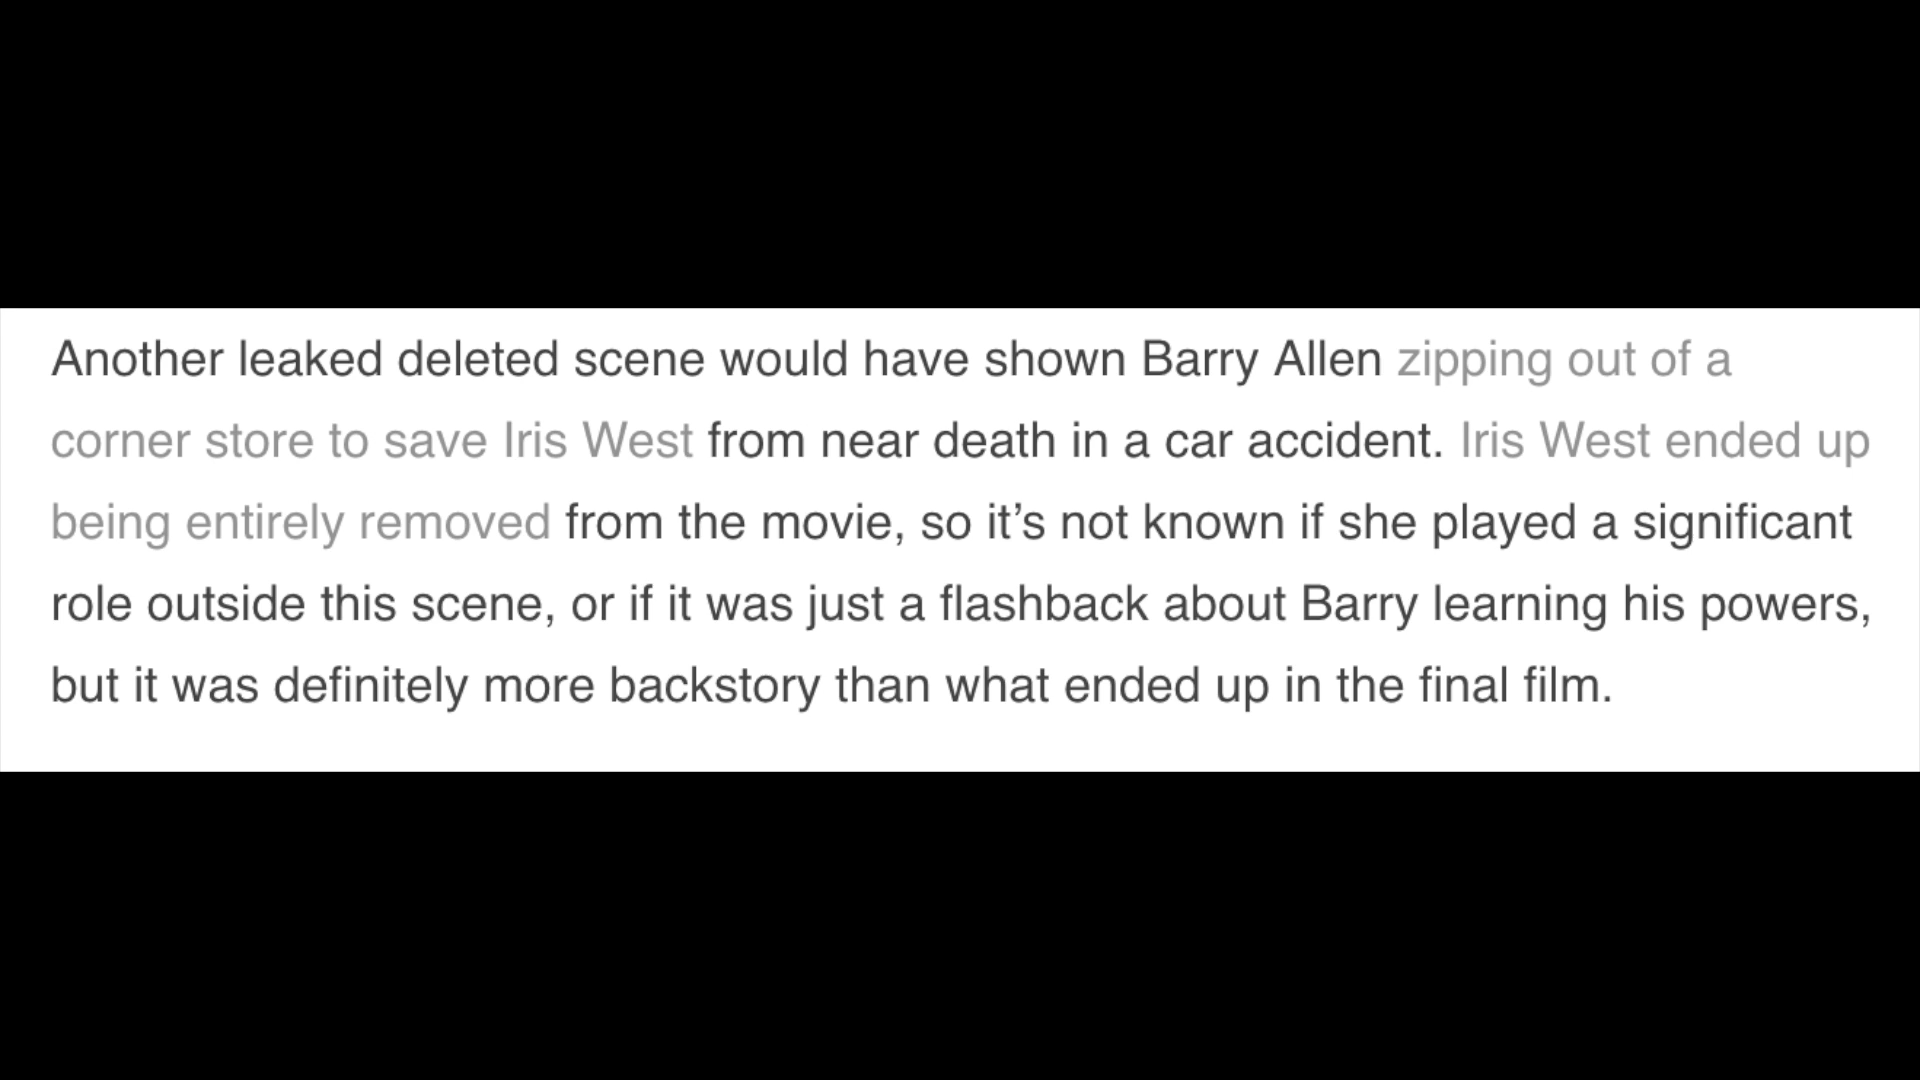 Another leaked deleted scene would have shown Barry Allen zipping out of a
corner store to save Iris West from near death in a car accident. Iris West ended up
being entirely removed from the movie, so it’s not known if she played a significant
role outside this scene, or if it was just a flashback about Barry learning his powers,
but it was definitely more backstory than what ended up in the final film.